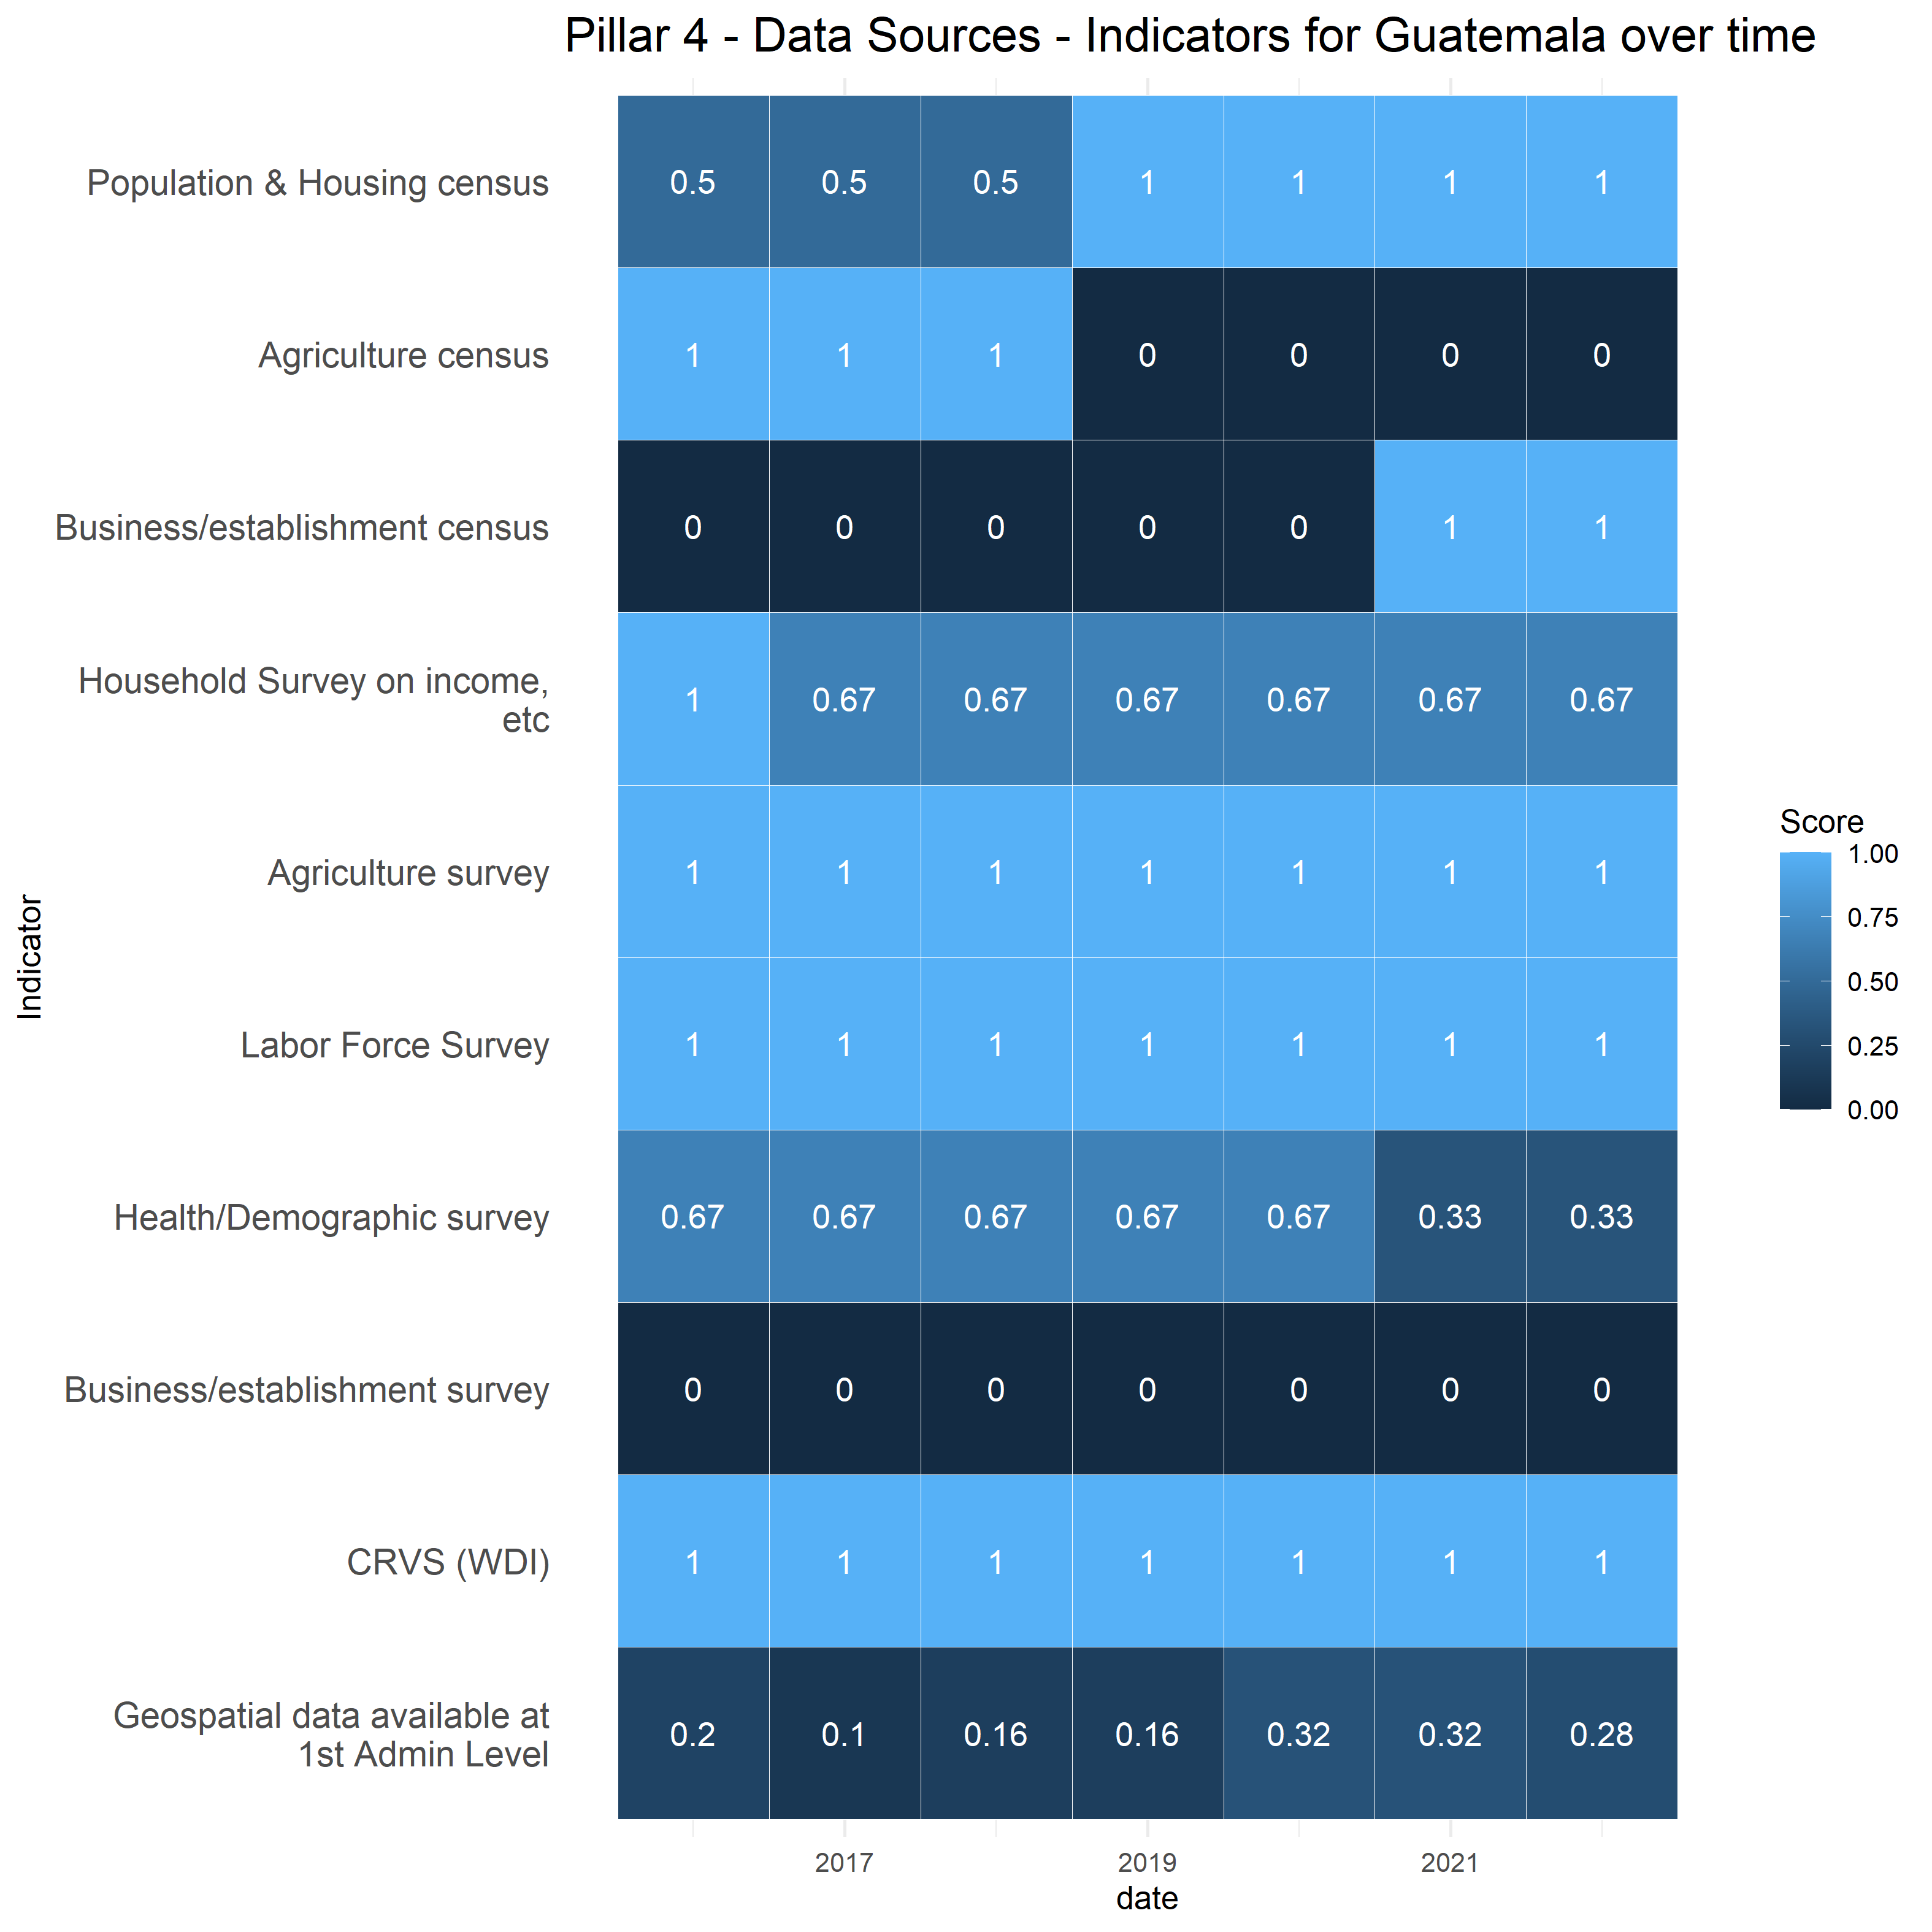 Pillar 4 - Data Sources - Indicators for Guatemala over time
Population & Housing census 0.5 0.5 0.5 1 1 1 1
Agriculture census 1 1 1 0 0 0 0
Business/establishment census 0 0 0 0 0 1 1
Household Survey on income,
etc
1 0.67 0.67 0.67 0.67 0.67 0.67
Agriculture survey 1 1 1 1 1 1 1
Labor Force Survey 1 1 1 1 1 1 1
Health/Demographic survey 0.67 0.67 0.67 0.67 0.67 0.33 0.33
Business/establishment survey 0 0 0 0 0 0 0
CRVS (WDI) 1 1 1 1 1 1 1
Geospatial data available at
1st Admin Level
0.2 0.1 0.16 0.16 0.32 0.32 0.28
2017 2019 2021
date
Indicator
Score
1.00
0.75
0.50
0.25
0.00